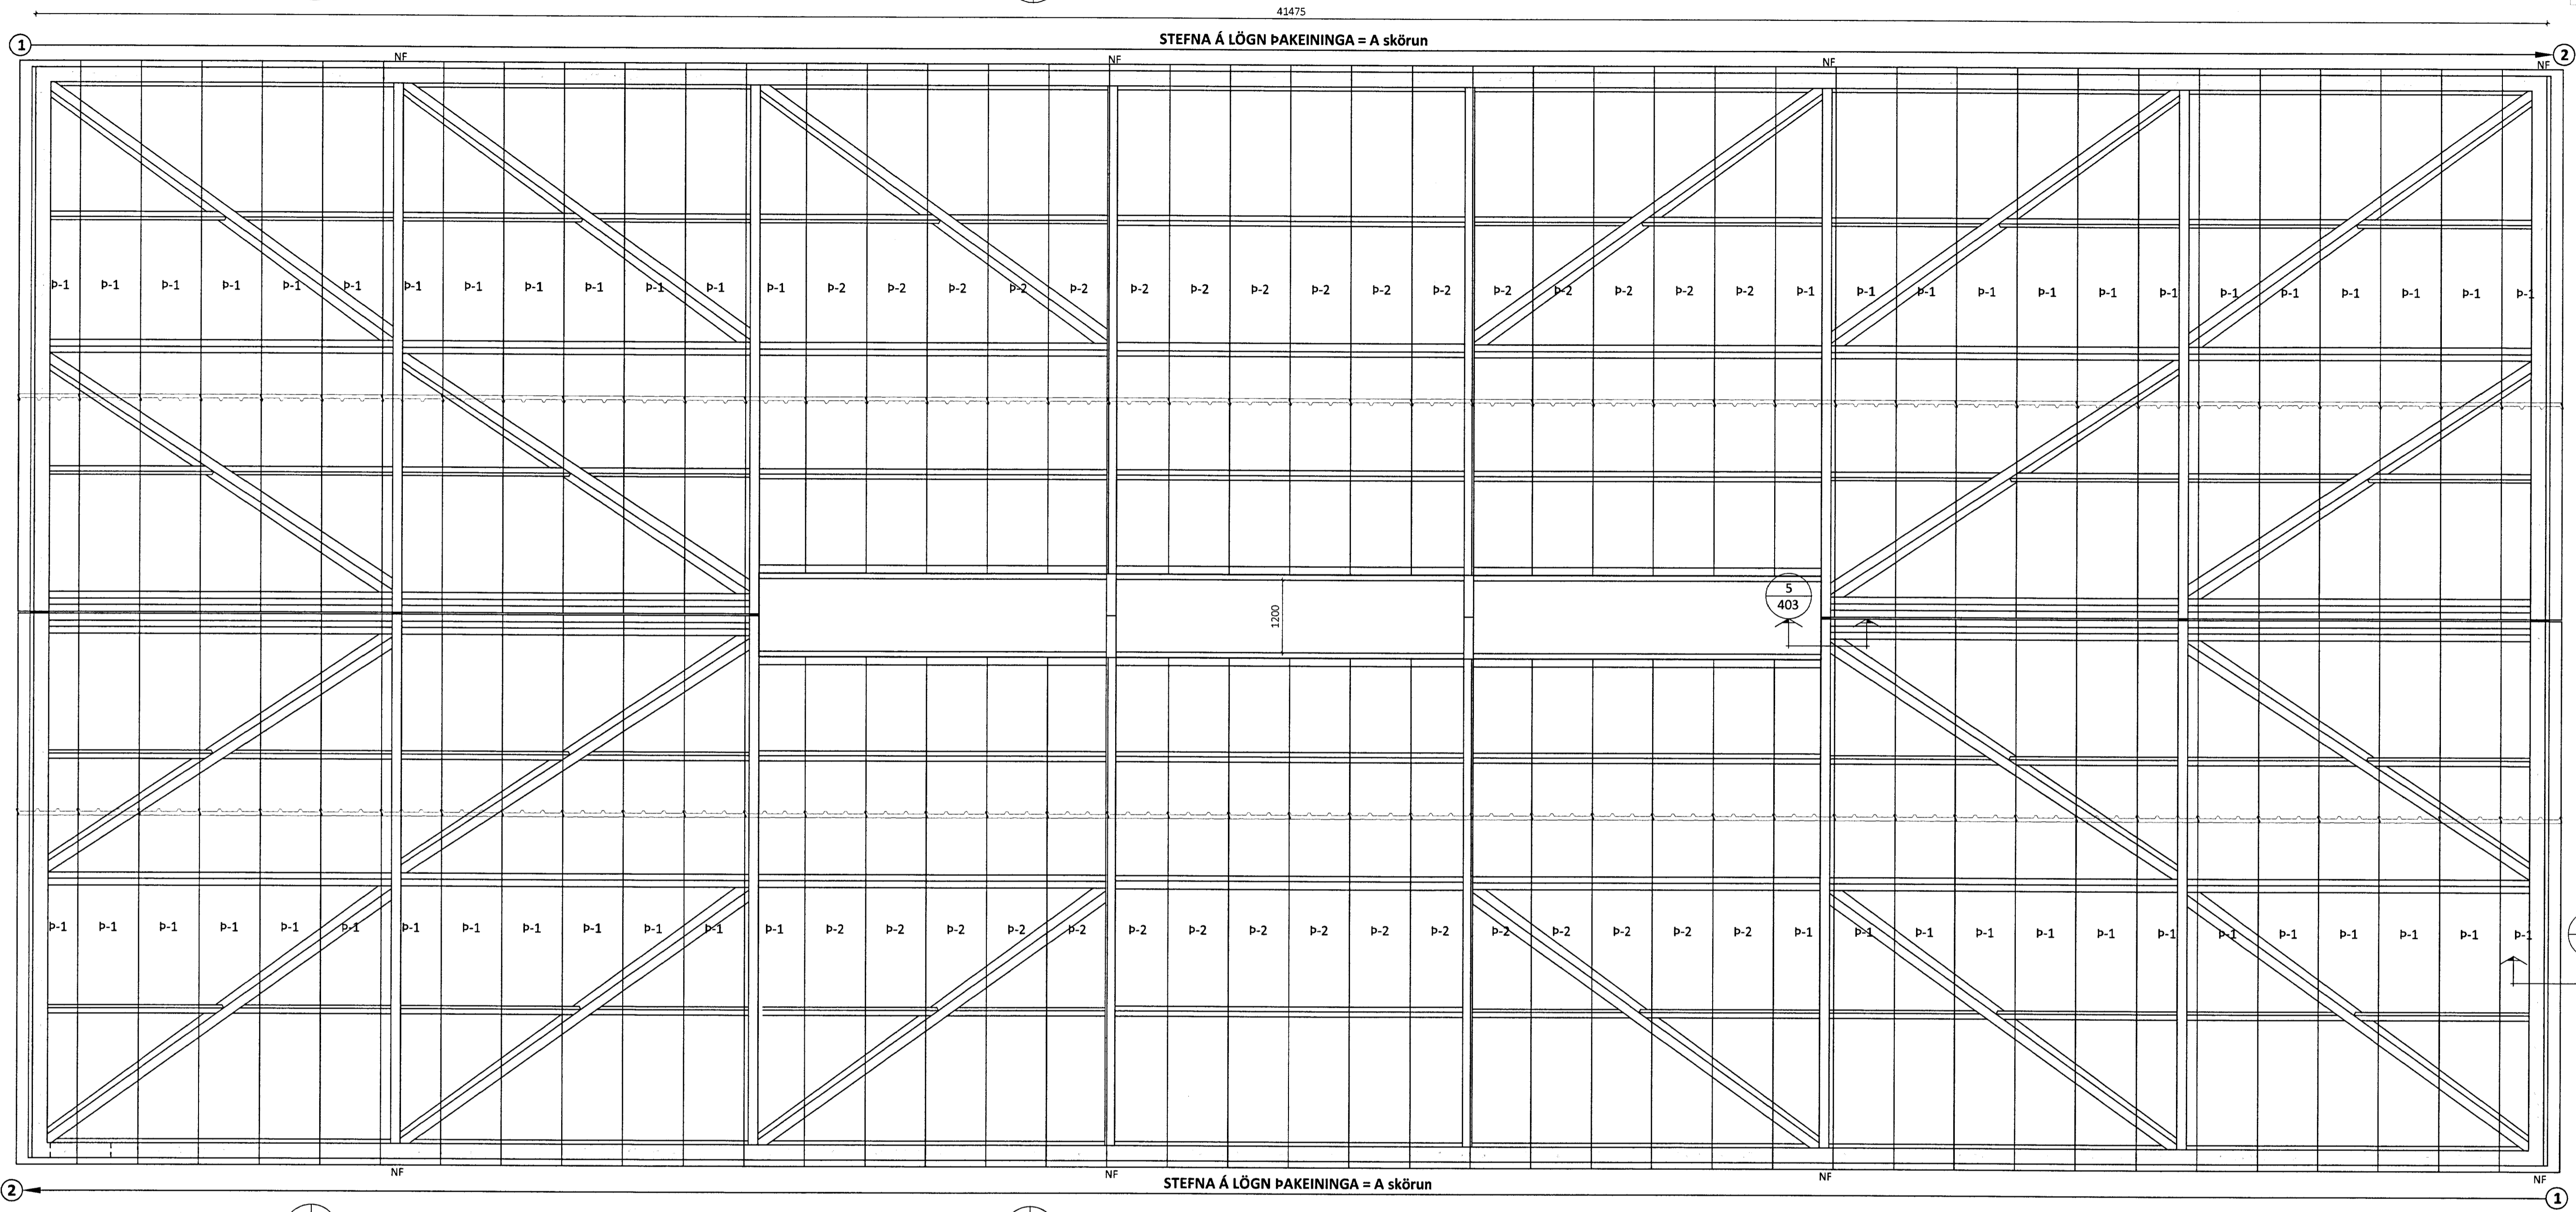 41475
1 STEFNA Á LÖGN ÞAKEININGA = A skörun 2
NF NF NF NF
Þ-1 Þ-1 Þ-1 Þ-1 Þ-1 Þ-1 Þ-1 Þ-1 Þ-1 Þ-1 Þ-1 Þ-1 Þ-1 Þ-2 Þ-2 Þ-2 Þ-2 Þ-2 Þ-2 Þ-2 Þ-2 Þ-2 Þ-2 Þ-2 Þ-2 Þ-2 Þ-2 Þ-2 Þ-2 Þ-1 Þ-1 Þ-1 Þ-1 Þ-1 Þ-1 Þ-1 Þ-1 Þ-1 Þ-1 Þ-1 Þ-1 Þ-1
5
403
1200
Þ-1 Þ-1 Þ-1 Þ-1 Þ-1 Þ-1 Þ-1 Þ-1 Þ-1 Þ-1 Þ-1 Þ-1 Þ-1 Þ-2 Þ-2 Þ-2 Þ-2 Þ-2 Þ-2 Þ-2 Þ-2 Þ-2 Þ-2 Þ-2 Þ-2 Þ-2 Þ-2 Þ-2 Þ-2 Þ-1 Þ-1 Þ-1 Þ-1 Þ-1 Þ-1 Þ-1 Þ-1 Þ-1 Þ-1 Þ-1 Þ-1 Þ-1
NF NF NF NF
2 STEFNA Á LÖGN ÞAKEININGA = A skörun 1